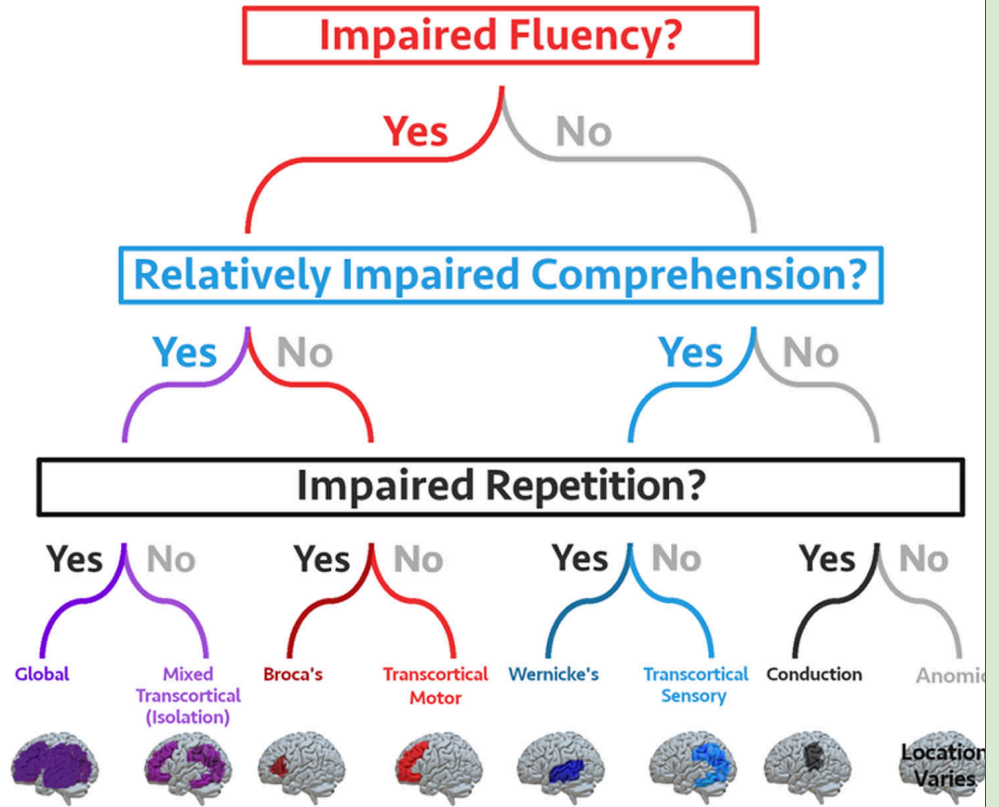 Impaired Fluency?
Yes No
Relatively Impaired Comprehension?
Yes No Yes No
Impaired Repetition?
Yes No Yes No Yes No Yes No
Global
Mixed
Transcortical
(Isolation)
Broca's
Transcortical
Motor
Wernicke's
Transcortical
Sensory
Conduction
Anomic
Location
Varies